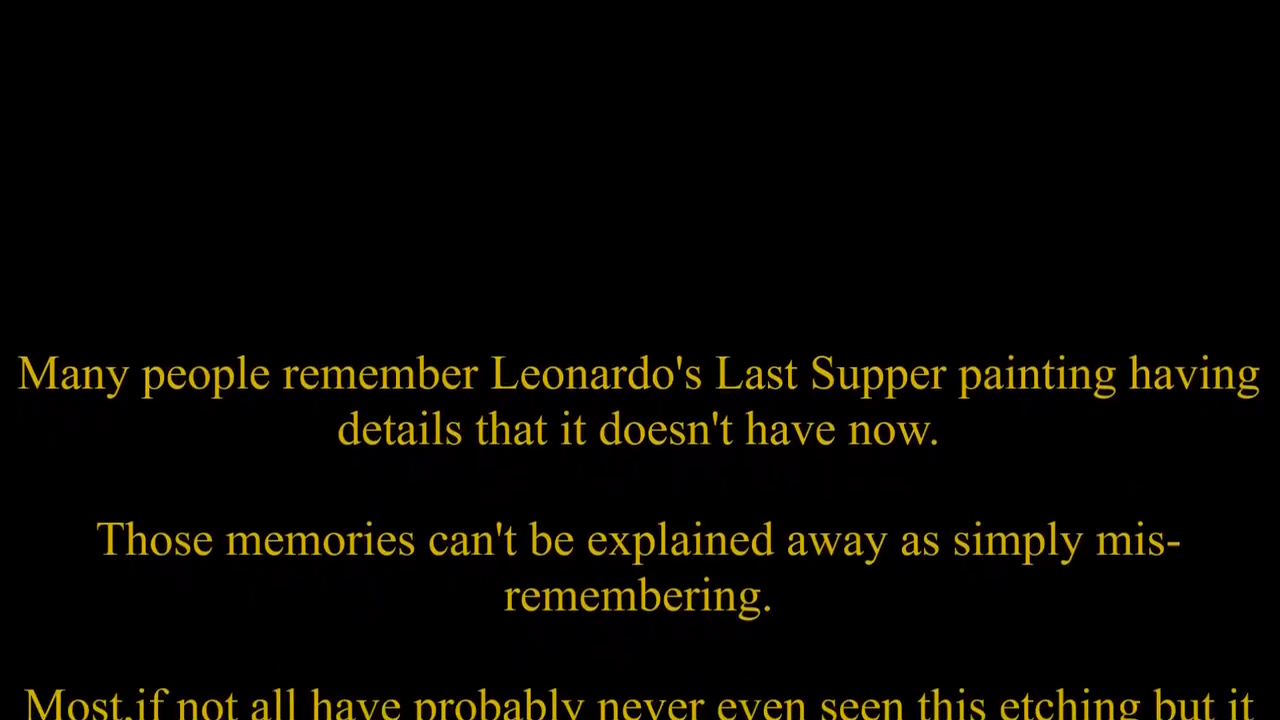 Many people remember Leonardo's Last Supper painting having
details that it doesn't have now.
Those memories can't be explained away as simply mis-
remembering.
Most,if not all have probably never even seen this etching but it